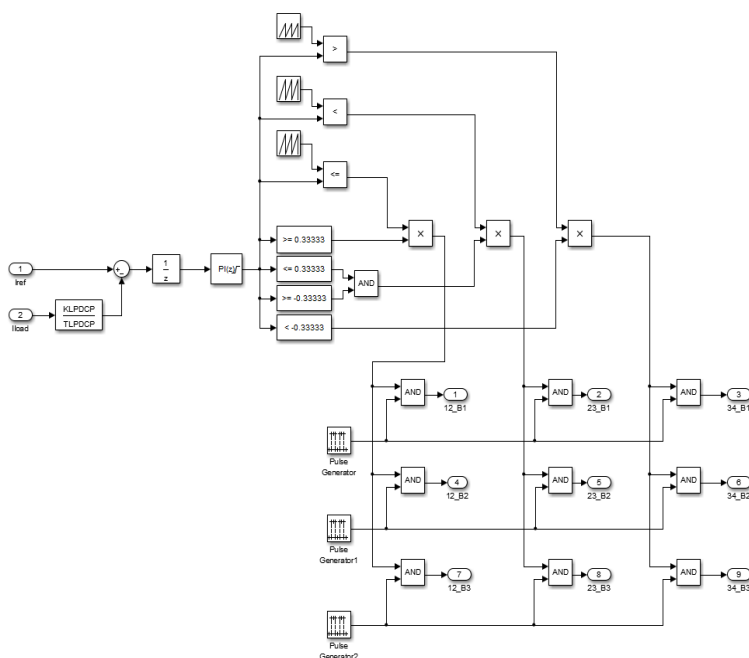 >
<
<=
×
×
×
>= 0.33333
<= 0.33333
AND
>= -0.33333
< -0.33333
1
Iref
2
Iload
KLPDCP
TLPDCP
+
-
1
z
PI(z)
AND
1
12_B1
AND
2
23_B1
AND
3
34_B1
Pulse
Generator
AND
4
12_B2
AND
5
23_B2
AND
6
34_B2
Pulse
Generator1
AND
7
12_B3
AND
8
23_B3
AND
9
34_B3
Pulse
Generator2